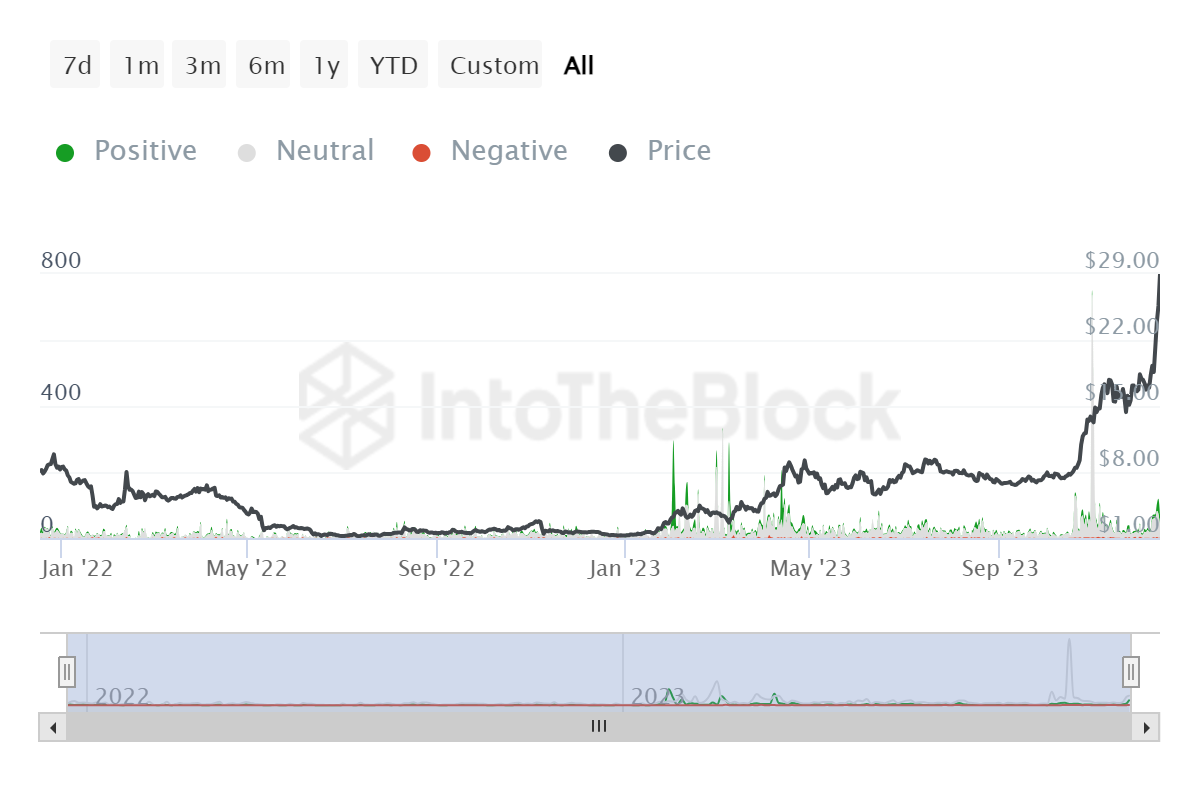 7d 1m 3m 6m 1y YTD Custom All
Positive Neutral Negative Price
800 $29.00
$22.00
400 $15.00
$8.00
0 $1.00
IntoTheBlock
Jan '22 May '22 Sep '22 Jan '23 May '23 Sep '23
2022 2023